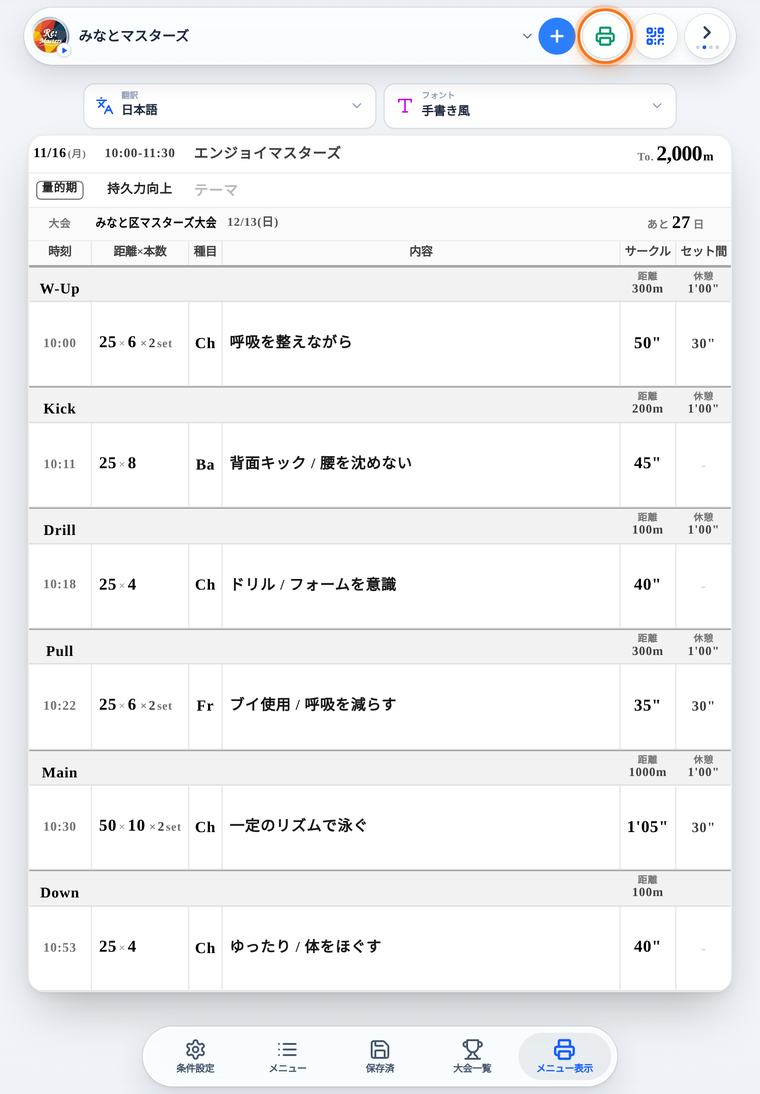 Re:
Masters
みなとマスターズ
翻訳
日本語
フォント
手書き風
11/16(月) 10:00-11:30 エンジョイマスターズ To. 2,000m
量的期 持久力向上 テーマ
大会 みなと区マスターズ大会 12/13(日) あと 27 日
時刻 距離×本数 種目 内容 サークル セット間
W-Up 距離 300m 休憩 1'00"
10:00 25×6×2set Ch 呼吸を整えながら 50" 30"
Kick 距離 200m 休憩 1'00"
10:11 25×8 Ba 背面キック / 腰を沈めない 45" -
Drill 距離 100m 休憩 1'00"
10:18 25×4 Ch ドリル / フォームを意識 40" -
Pull 距離 300m 休憩 1'00"
10:22 25×6×2set Fr ブイ使用 / 呼吸を減らす 35" 30"
Main 距離 1000m 休憩 1'00"
10:30 50×10×2set Ch 一定のリズムで泳ぐ 1'05" 30"
Down 距離 100m
10:53 25×4 Ch ゆったり / 体をほぐす 40" -
条件設定 メニュー 保存済 大会一覧 メニュー表示